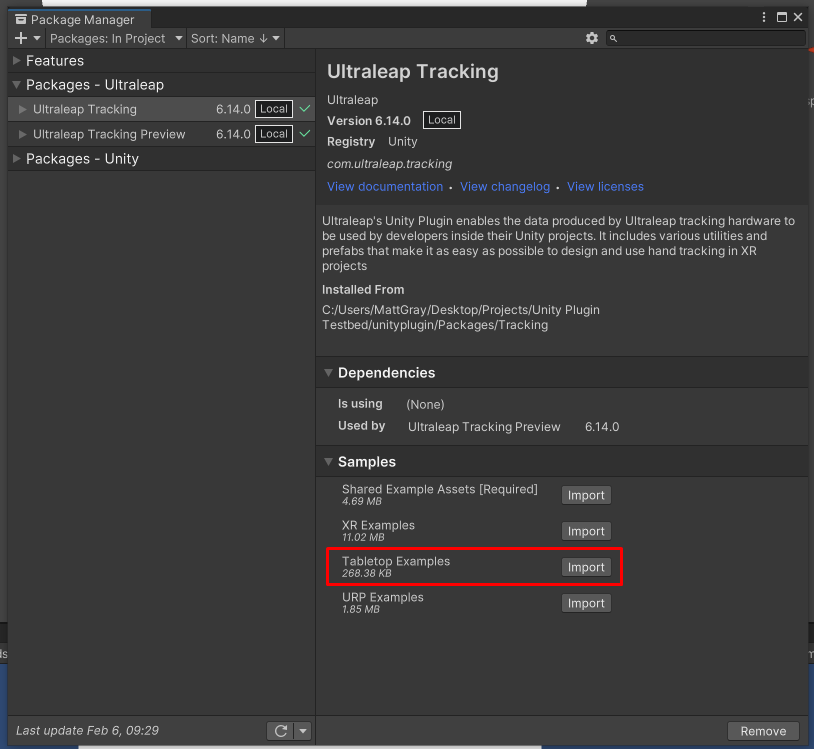 Package Manager
Packages: In Project
Sort: Name ↓
Features
Packages - Ultraleap
Ultraleap Tracking 6.14.0 Local
Ultraleap Tracking Preview 6.14.0 Local
Packages - Unity
Last update Feb 6, 09:29
Ultraleap Tracking
Ultraleap
Version 6.14.0 Local
Registry Unity
com.ultraleap.tracking
View documentation • View changelog • View licenses
Ultraleap's Unity Plugin enables the data produced by Ultraleap tracking hardware to
be used by developers inside their Unity projects. It includes various utilities and
prefabs that make it as easy as possible to design and use hand tracking in XR
projects
Installed From
C:/Users/MattGray/Desktop/Projects/Unity Plugin
Testbed/unityplugin/Packages/Tracking
Dependencies
Is using (None)
Used by Ultraleap Tracking Preview 6.14.0
Samples
Shared Example Assets [Required] Import
4.69 MB
XR Examples Import
11.02 MB
Tabletop Examples Import
268.38 KB
URP Examples Import
1.85 MB
Remove